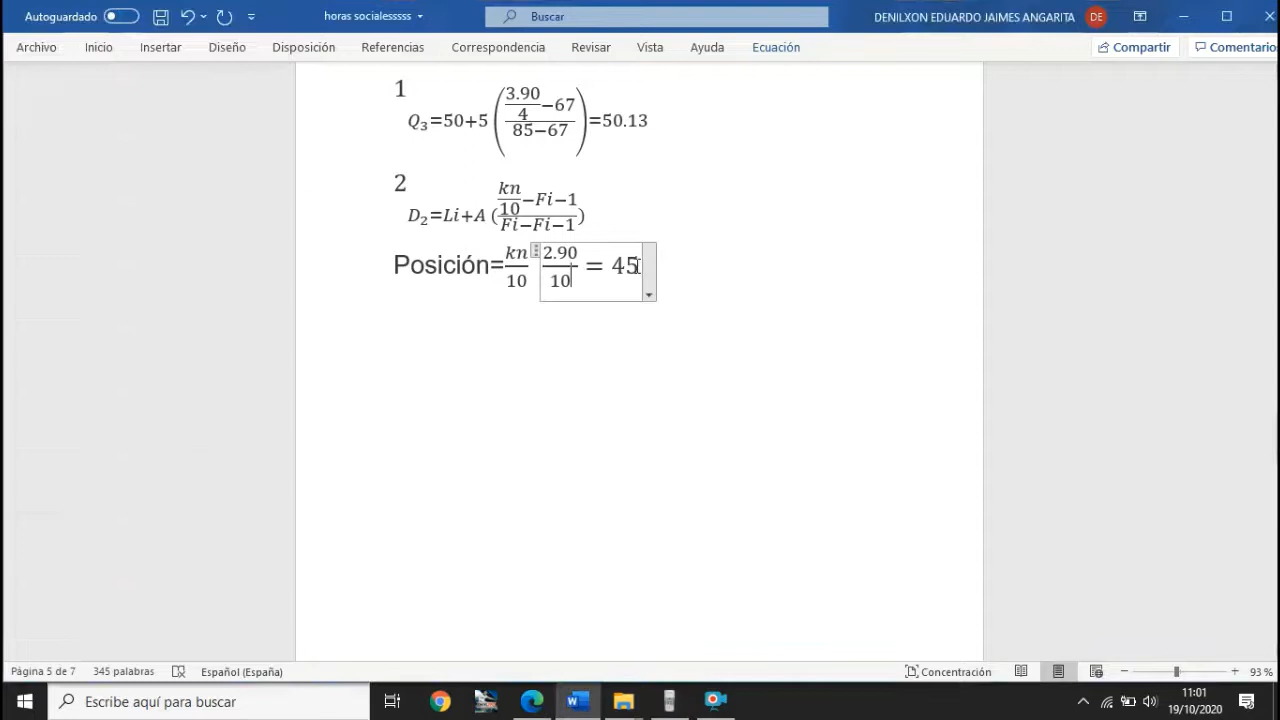 Autoguardado
horas socialesssss
Buscar
DENILXON EDUARDO JAIMES ANGARITA
DE
Archivo Inicio Insertar Diseño Disposición Referencias Correspondencia Revisar Vista Ayuda Ecuación Compartir Comentario
1
Q₃=50+5 ((3.90/4 −67)/(85−67))=50.13
2
D₂=Li+A ((kn/10 −Fi−1)/(Fi−Fi−1))
Posición=kn/10 2.90/10 = 45
Página 5 de 7 345 palabras Español (España) Concentración 93 %
Escribe aquí para buscar
11:01
19/10/2020